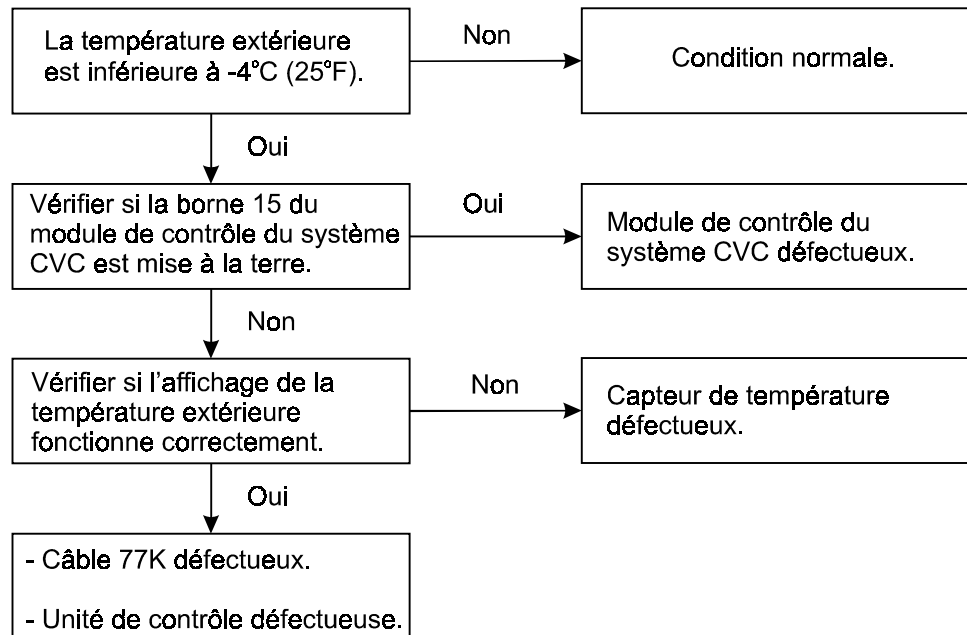 La température extérieure
est inférieure à -4°C (25°F).
Non
Condition normale.
Oui
Vérifier si la borne 15 du
module de contrôle du système
CVC est mise à la terre.
Oui
Module de contrôle du
système CVC défectueux.
Non
Vérifier si l'affichage de la
température extérieure
fonctionne correctement.
Non
Capteur de température
défectueux.
Oui
- Câble 77K défectueux.
- Unité de contrôle défectueuse.